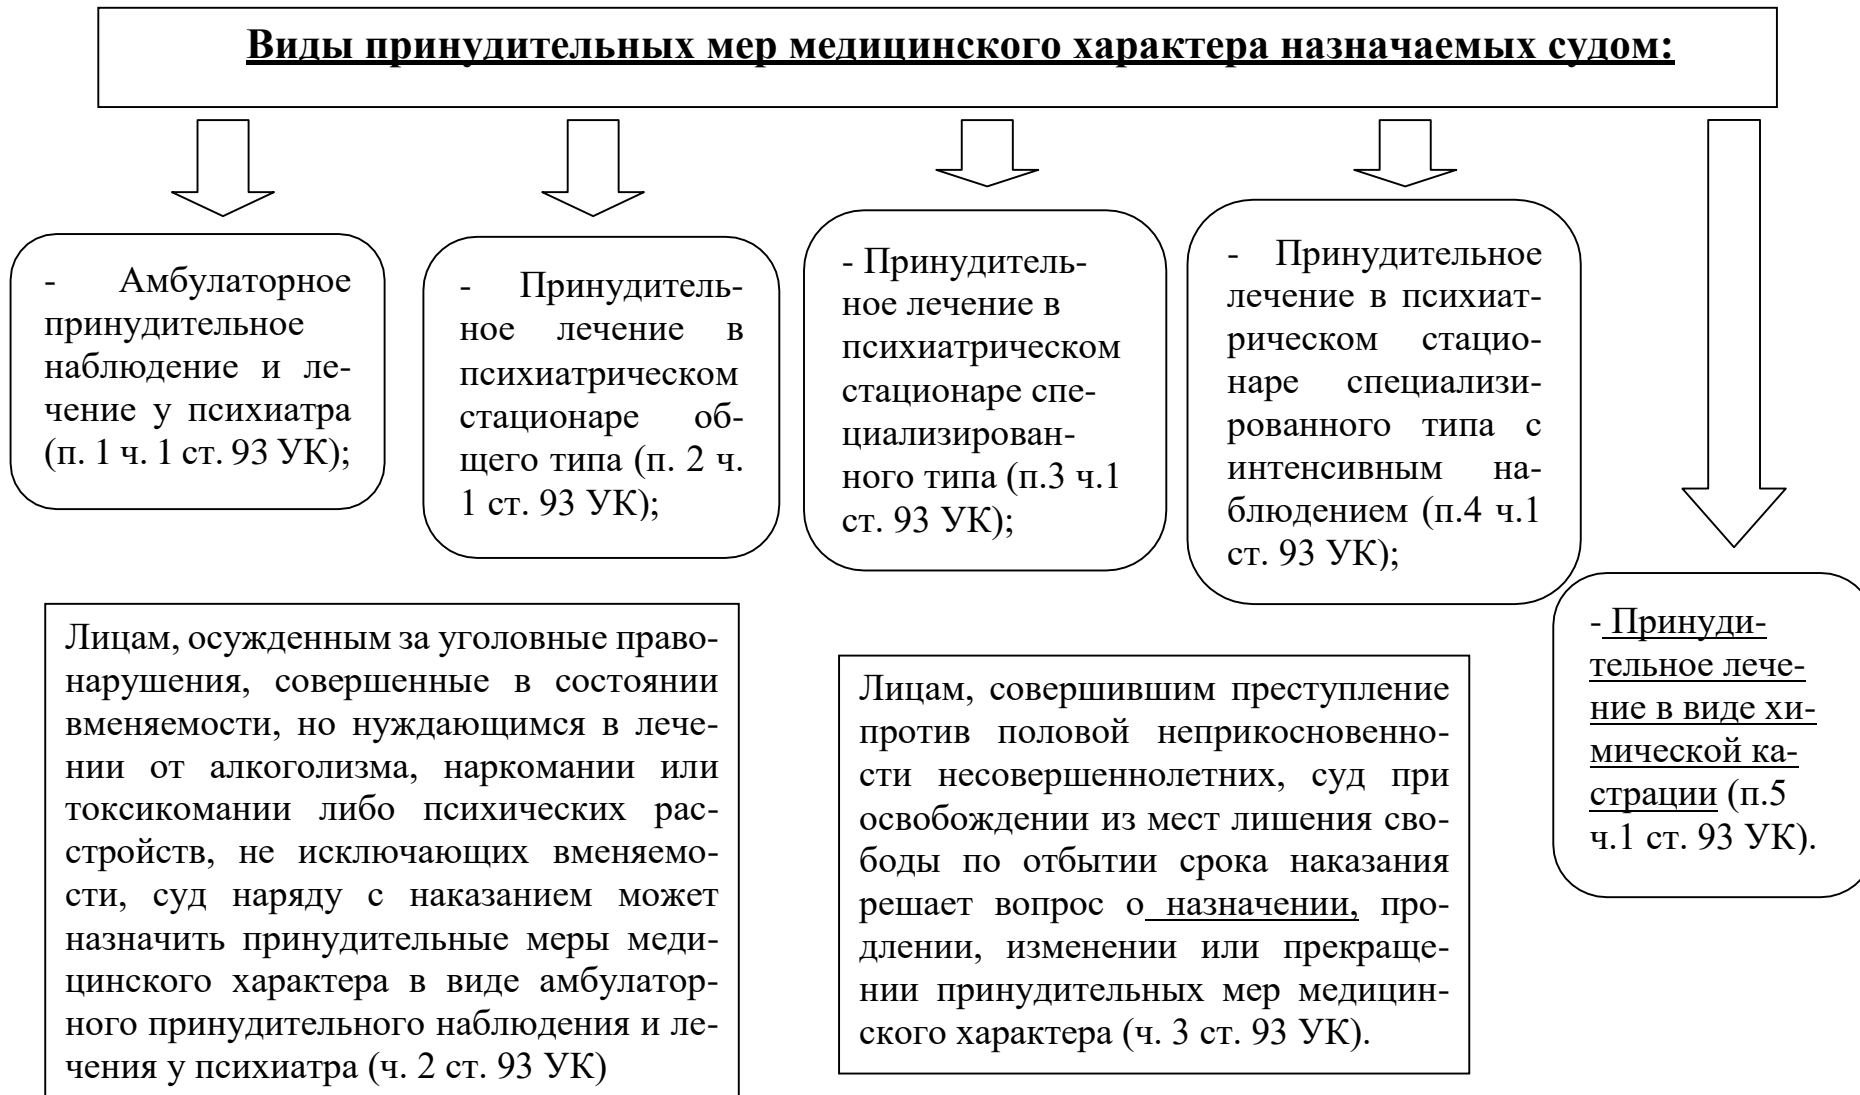 Виды принудительных мер медицинского характера назначаемых судом:
- Амбулаторное
принудительное
наблюдение и ле-
чение у психиатра
(п. 1 ч. 1 ст. 93 УК);
- Принудитель-
ное лечение в
психиатрическом
стационаре об-
щего типа (п. 2 ч.
1 ст. 93 УК);
- Принудитель-
ное лечение в
психиатрическом
стационаре спе-
циализирован-
ного типа (п.3 ч.1
ст. 93 УК);
- Принудительное
лечение в психиат-
рическом стацио-
наре специализи-
рованного типа с
интенсивным на-
блюдением (п.4 ч.1
ст. 93 УК);
- Принуди-
тельное лече-
ние в виде хи-
мической ка-
страции (п.5
ч.1 ст. 93 УК).
Лицам, осужденным за уголовные право-
нарушения, совершенные в состоянии
вменяемости, но нуждающимся в лече-
нии от алкоголизма, наркомании или
токсикомании либо психических рас-
стройств, не исключающих вменяемо-
сти, суд наряду с наказанием может
назначить принудительные меры меди-
цинского характера в виде амбулатор-
ного принудительного наблюдения и ле-
чения у психиатра (ч. 2 ст. 93 УК)
Лицам, совершившим преступление
против половой неприкосновенно-
сти несовершеннолетних, суд при
освобождении из мест лишения сво-
боды по отбытии срока наказания
решает вопрос о назначении, про-
длении, изменении или прекраще-
нии принудительных мер медицин-
ского характера (ч. 3 ст. 93 УК).